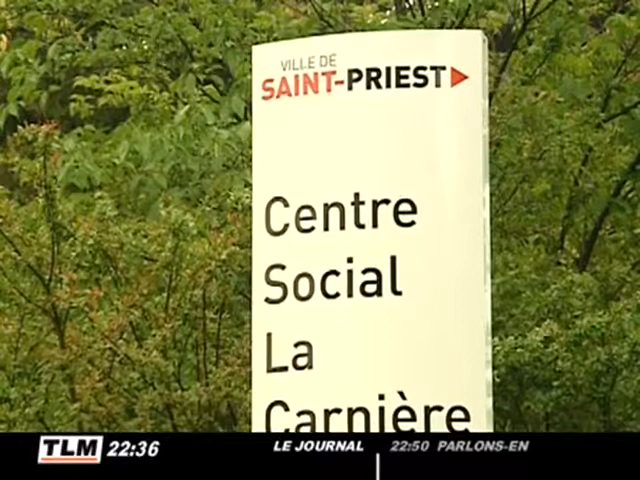 VILLE DE
SAINT-PRIEST
Centre
Social
La
Carnière
TLM 22:36 LE JOURNAL 22:50 PARLONS-EN